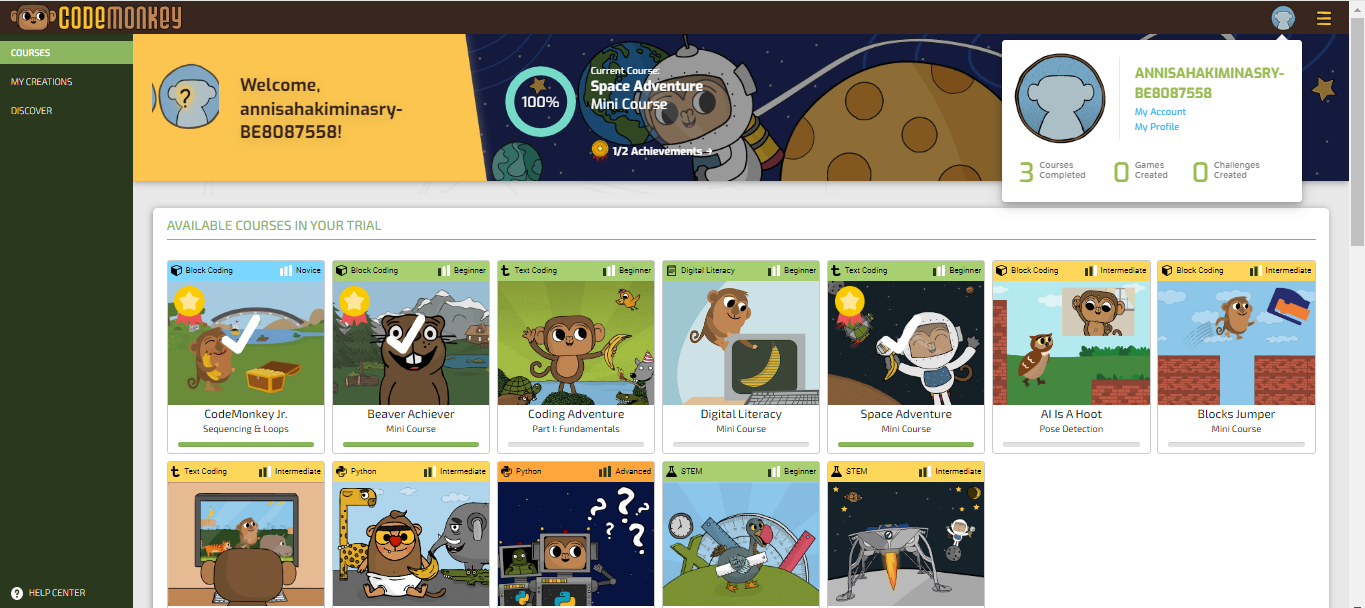 CODEMONKEY
COURSES
MY CREATIONS
DISCOVER
HELP CENTER
?
Welcome,
annisahakiminasry-
BE8087558!
100%
Current Course:
Space Adventure
Mini Course
1/2 Achievements →
ANNISAHAKIMINASRY-
BE8087558
My Account
My Profile
3 Courses Completed
0 Games Created
0 Challenges Created
AVAILABLE COURSES IN YOUR TRIAL
Block Coding Novice
CodeMonkey Jr.
Sequencing & Loops
Block Coding Beginner
Beaver Achiever
Mini Course
Text Coding Beginner
Coding Adventure
Part I: Fundamentals
Digital Literacy Beginner
Digital Literacy
Mini Course
Text Coding Beginner
Space Adventure
Mini Course
Block Coding Intermediate
AI Is A Hoot
Pose Detection
Block Coding Intermediate
Blocks Jumper
Mini Course
Text Coding Intermediate
Python Intermediate
Python Advanced
? ? ? ?
STEM Beginner
STEM Intermediate